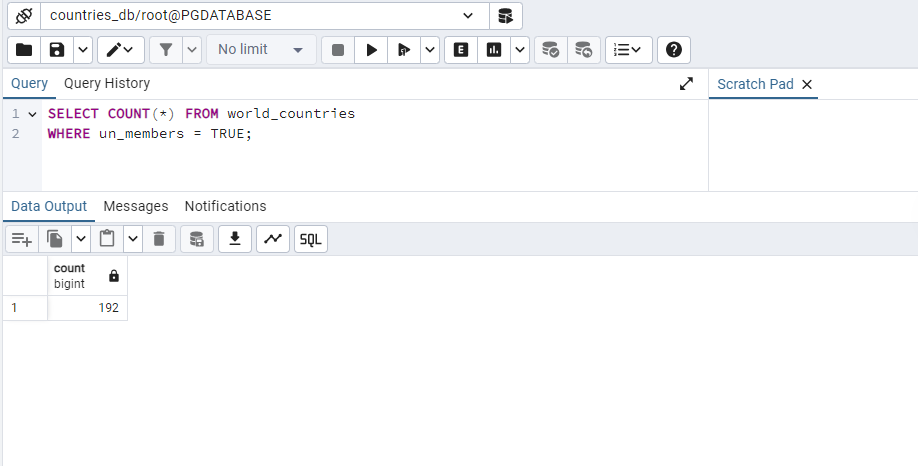 countries_db/root@PGDATABASE
No limit
E
Query Query History
Scratch Pad
1 SELECT COUNT(*) FROM world_countries
2 WHERE un_members = TRUE;
Data Output Messages Notifications
SQL
count
bigint
1 192